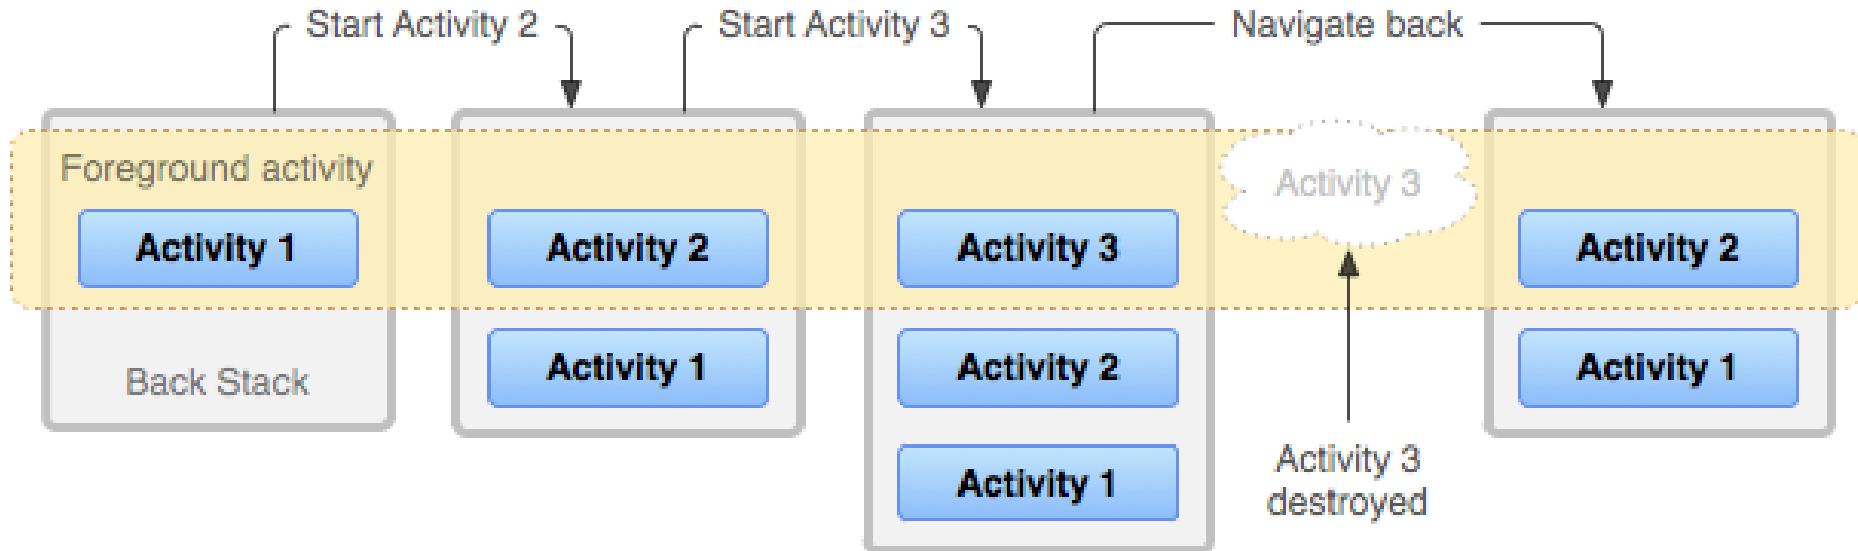 Start Activity 2
Start Activity 3
Navigate back
Foreground activity
Activity 3
Activity 1
Activity 2
Activity 3
Activity 2
Back Stack
Activity 1
Activity 2
Activity 1
Activity 1
Activity 3
destroyed